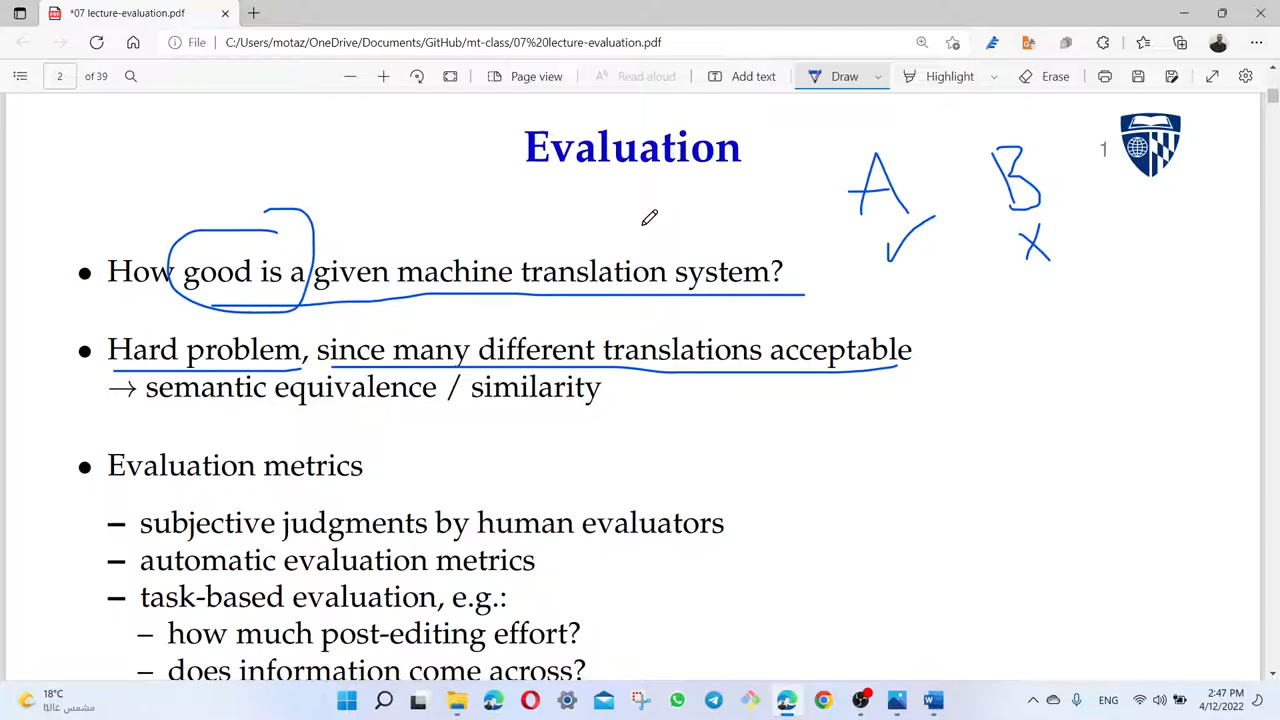 *07 lecture-evaluation.pdf
File
C:/Users/motaz/OneDrive/Documents/GitHub/mt-class/07%20lecture-evaluation.pdf
2 of 39
Page view
Read aloud
Add text
Draw
Highlight
Erase
Evaluation
1
A B
✓ X
• How good is a given machine translation system?
• Hard problem, since many different translations acceptable
→ semantic equivalence / similarity
• Evaluation metrics
– subjective judgments by human evaluators
– automatic evaluation metrics
– task-based evaluation, e.g.:
– how much post-editing effort?
– does information come across?
18°C
مشمس غالبًا
ENG
2:47 PM
4/12/2022